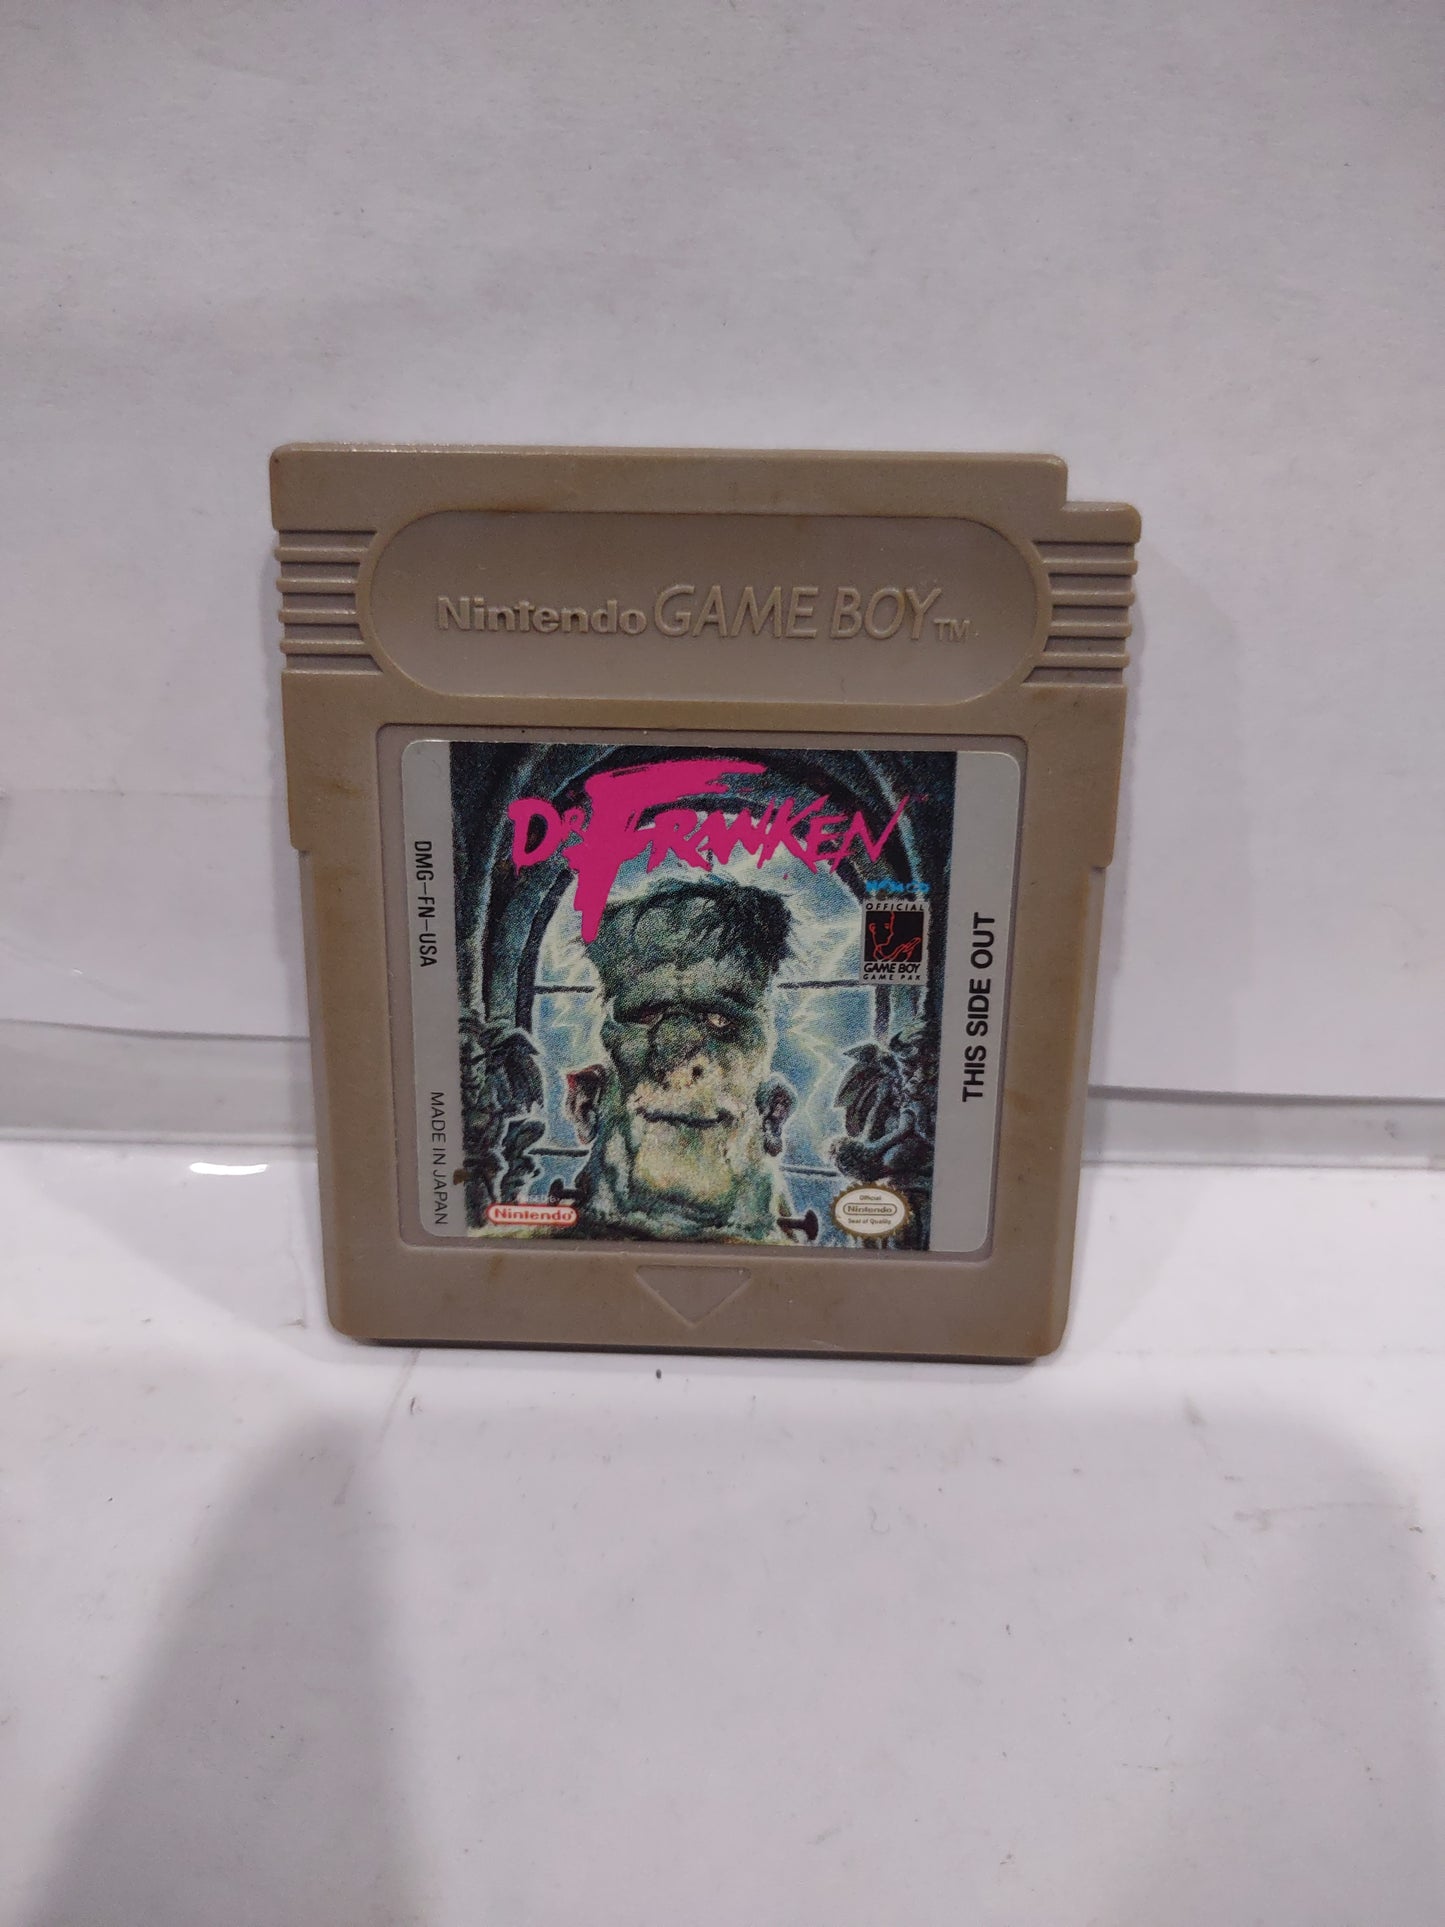 Nintendo GAME BOY TM
DR. FRANKEN
KEMCO
OFFICIAL
GAME BOY
GAME PAK
DMG-FN-USA
MADE IN JAPAN
THIS SIDE OUT
Nintendo
Official
Nintendo
Seal of Quality